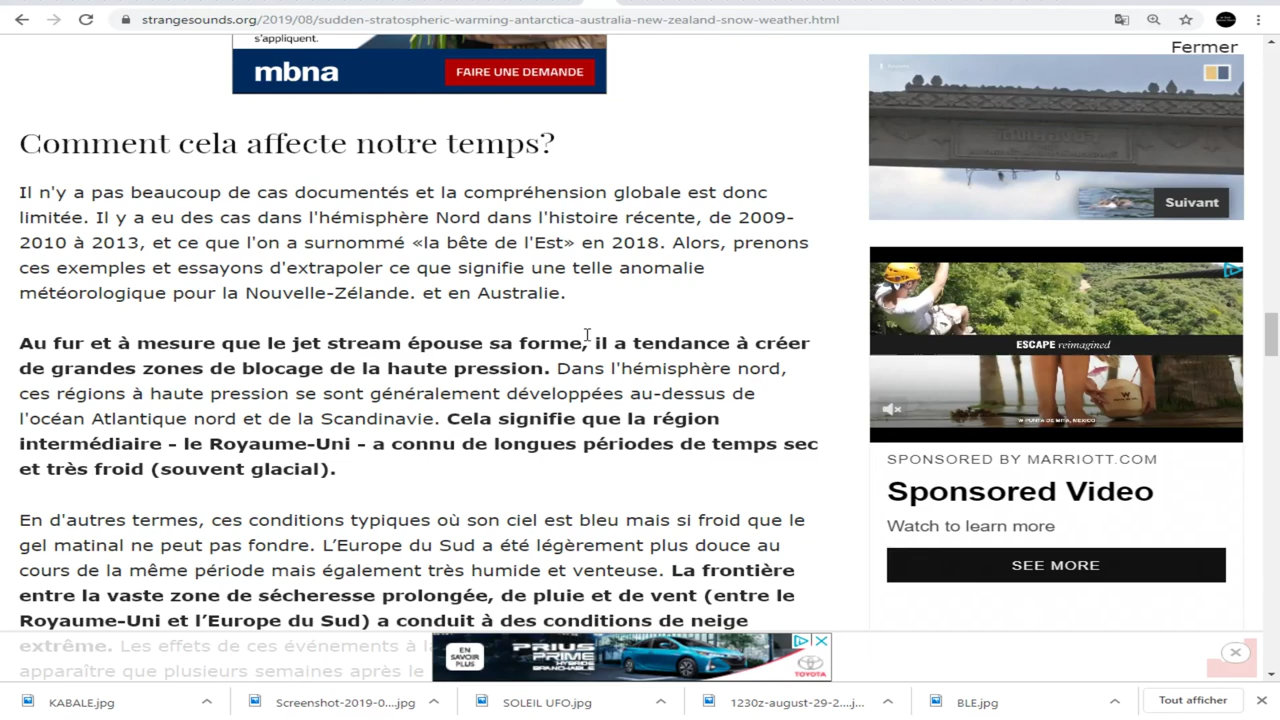 strangesounds.org/2019/08/sudden-stratospheric-warming-antarctica-australia-new-zealand-snow-weather.html
s'appliquent.
mbna
FAIRE UNE DEMANDE
Fermer
Suivant
Comment cela affecte notre temps?
Il n'y a pas beaucoup de cas documentés et la compréhension globale est donc
limitée. Il y a eu des cas dans l'hémisphère Nord dans l'histoire récente, de 2009-
2010 à 2013, et ce que l'on a surnommé «la bête de l'Est» en 2018. Alors, prenons
ces exemples et essayons d'extrapoler ce que signifie une telle anomalie
météorologique pour la Nouvelle-Zélande. et en Australie.
Au fur et à mesure que le jet stream épouse sa forme, il a tendance à créer
de grandes zones de blocage de la haute pression. Dans l'hémisphère nord,
ces régions à haute pression se sont généralement développées au-dessus de
l'océan Atlantique nord et de la Scandinavie. Cela signifie que la région
intermédiaire - le Royaume-Uni - a connu de longues périodes de temps sec
et très froid (souvent glacial).
En d'autres termes, ces conditions typiques où son ciel est bleu mais si froid que le
gel matinal ne peut pas fondre. L'Europe du Sud a été légèrement plus douce au
cours de la même période mais également très humide et venteuse. La frontière
entre la vaste zone de sécheresse prolongée, de pluie et de vent (entre le
Royaume-Uni et l'Europe du Sud) a conduit à des conditions de neige
extrême. Les effets de ces événements à la
apparaître que plusieurs semaines après le
ESCAPE reimagined
W PUNTA DE MITA, MEXICO
SPONSORED BY MARRIOTT.COM
Sponsored Video
Watch to learn more
SEE MORE
EN
SAVOIR
PLUS
PRIUS
PRIME
HYBRIDE
BRANCHABLE
TOYOTA
KABALE.jpg
Screenshot-2019-0....jpg
SOLEIL UFO.jpg
1230z-august-29-2....j...
BLE.jpg
Tout afficher